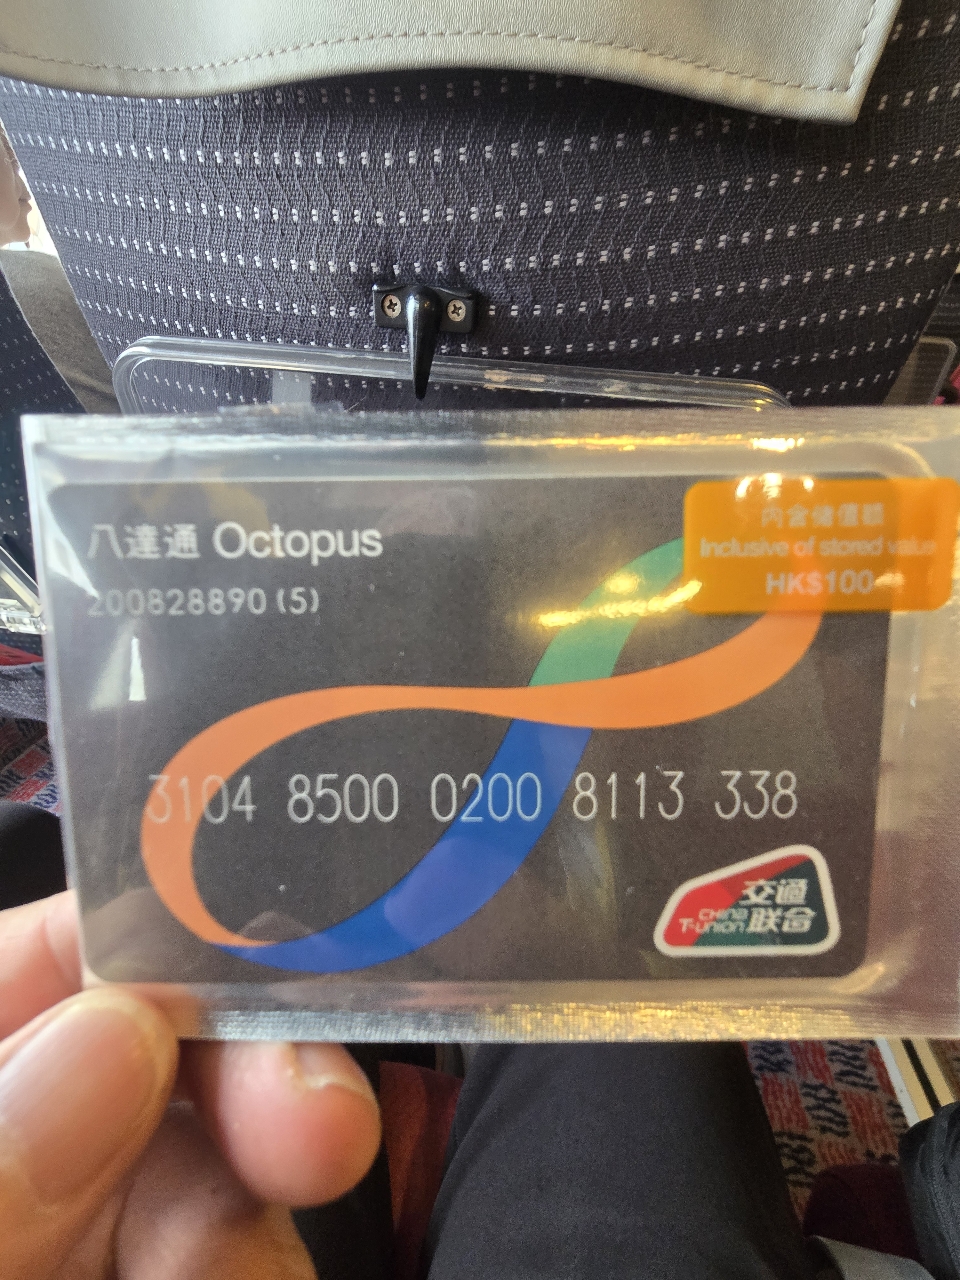 八達通 Octopus
200828890 (5)
內含儲值額
Inclusive of stored value
HK$100
3104 8500 0200 8113 338
交通
联合
CHINA
T-UNION